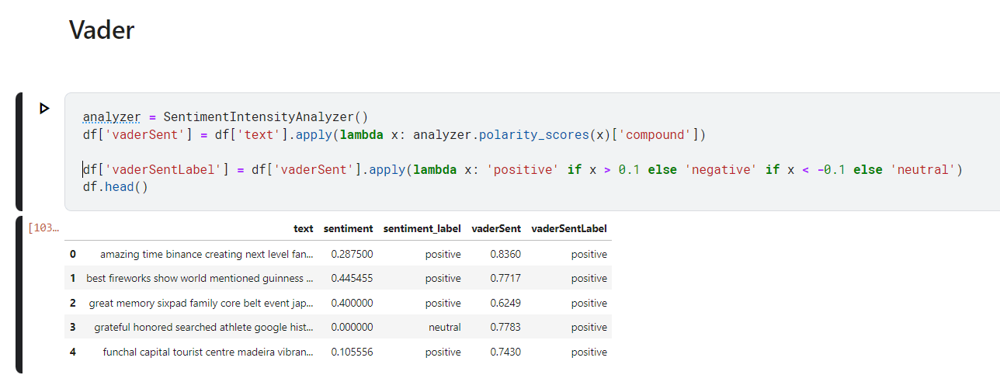 Vader
analyzer = SentimentIntensityAnalyzer()
df['vaderSent'] = df['text'].apply(lambda x: analyzer.polarity_scores(x)['compound'])
df['vaderSentLabel'] = df['vaderSent'].apply(lambda x: 'positive' if x > 0.1 else 'negative' if x < -0.1 else 'neutral')
df.head()
[103...
text sentiment sentiment_label vaderSent vaderSentLabel
0 amazing time binance creating next level fan... 0.287500 positive 0.8360 positive
1 best fireworks show world mentioned guinness ... 0.445455 positive 0.7717 positive
2 great memory sixpad family core belt event jap... 0.400000 positive 0.6249 positive
3 grateful honored searched athlete google hist... 0.000000 neutral 0.7783 positive
4 funchal capital tourist centre madeira vibran... 0.105556 positive 0.7430 positive